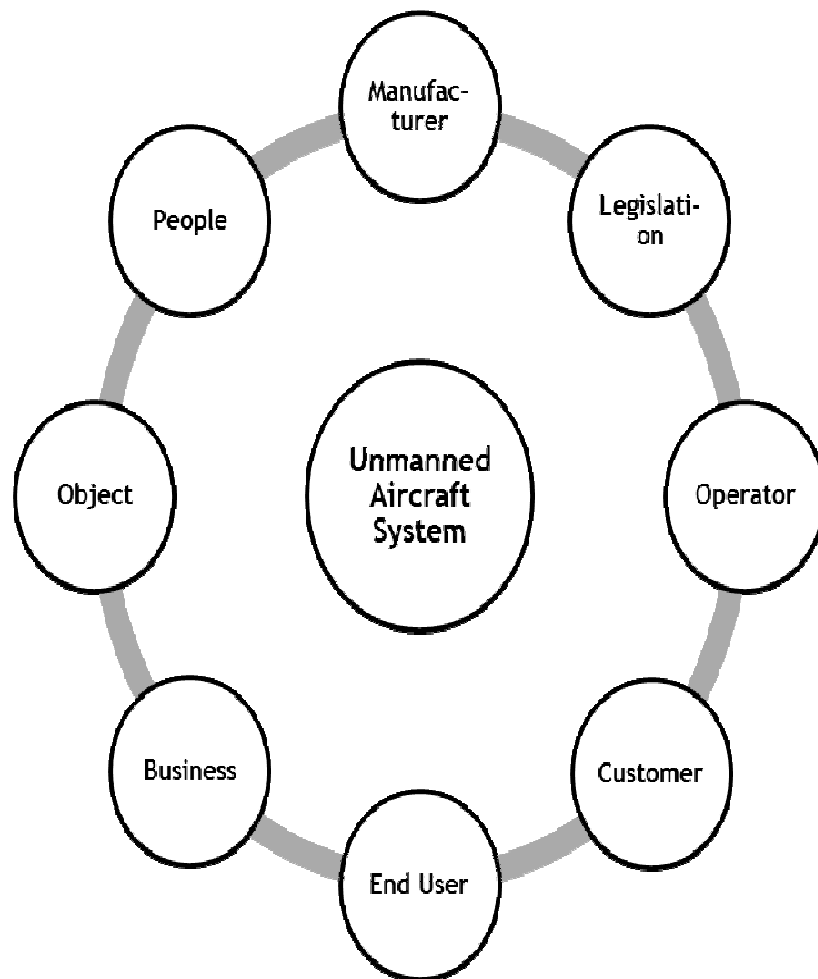 Manufac-
turer
Legislati-
on
Operator
Customer
End User
Business
Object
People
Unmanned
Aircraft
System